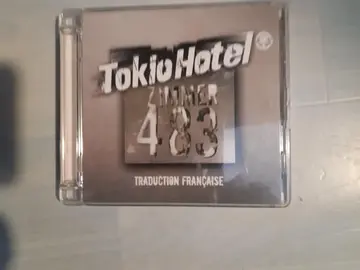 Tokio Hotel
ZIMMER
483
TRADUCTION FRANÇAISE